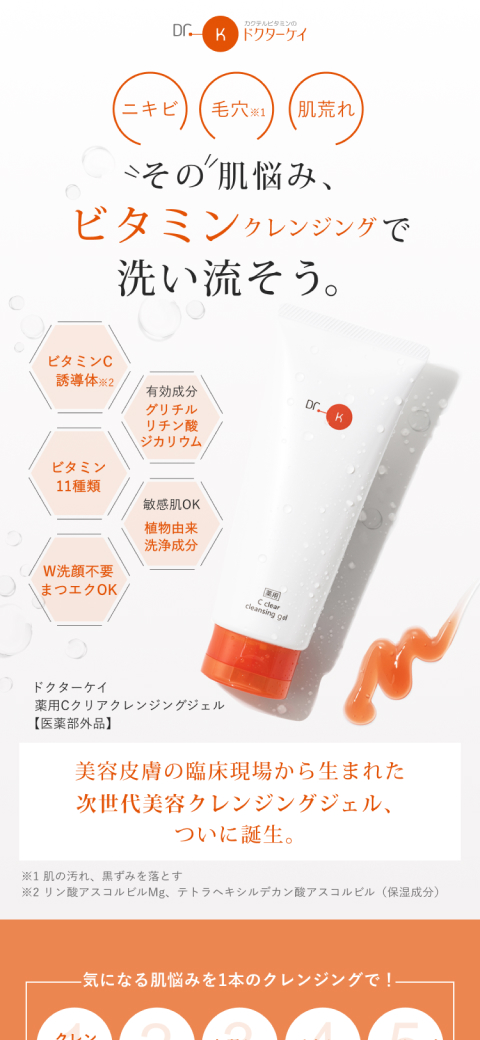 Dr. K
カクテルビタミンの
ドクターケイ
ニキビ
毛穴※1
肌荒れ
その肌悩み、
ビタミンクレンジングで
洗い流そう。
ビタミンC
誘導体※2
有効成分
グリチル
リチン酸
ジカリウム
ビタミン
11種類
敏感肌OK
植物由来
洗浄成分
W洗顔不要
まつエクOK
Dr. K
薬用
C clear
cleansing gel
ドクターケイ
薬用Cクリアクレンジングジェル
【医薬部外品】
美容皮膚の臨床現場から生まれた
次世代美容クレンジングジェル、
ついに誕生。
※1 肌の汚れ、黒ずみを落とす
※2 リン酸アスコルビルMg、テトラヘキシルデカン酸アスコルビル（保湿成分）
気になる肌悩みを1本のクレンジングで！
1 2 3 4 5
クレン